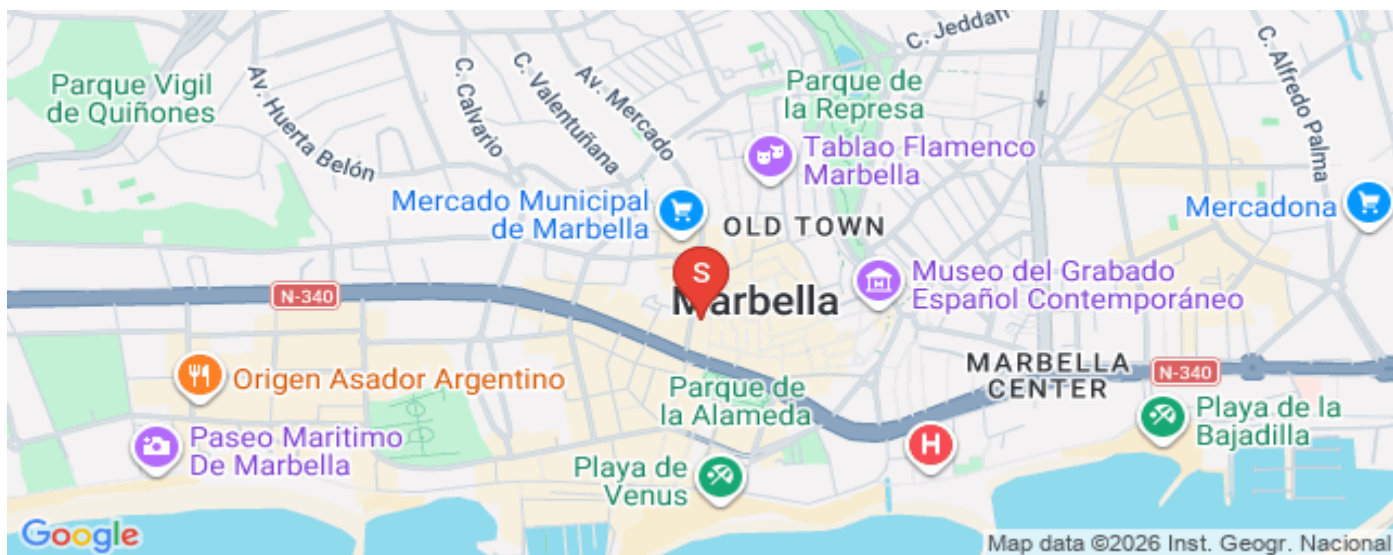 C. Jeddah
Parque Vigil
de Quiñones
Av. Huerta Belón
C. Calvario
C. Valentuñana
Av. Mercado
Parque de
la Represa
C. Alfredo Palma
Tablao Flamenco
Marbella
Mercado Municipal
de Marbella
OLD TOWN
Mercadona
S
Marbella
Museo del Grabado
Español Contemporáneo
N-340
MARBELLA
CENTER
N-340
Origen Asador Argentino
Parque de
la Alameda
Playa de la
Bajadilla
Paseo Maritimo
De Marbella
H
Playa de
Venus
Google
Map data ©2026 Inst. Geogr. Nacional